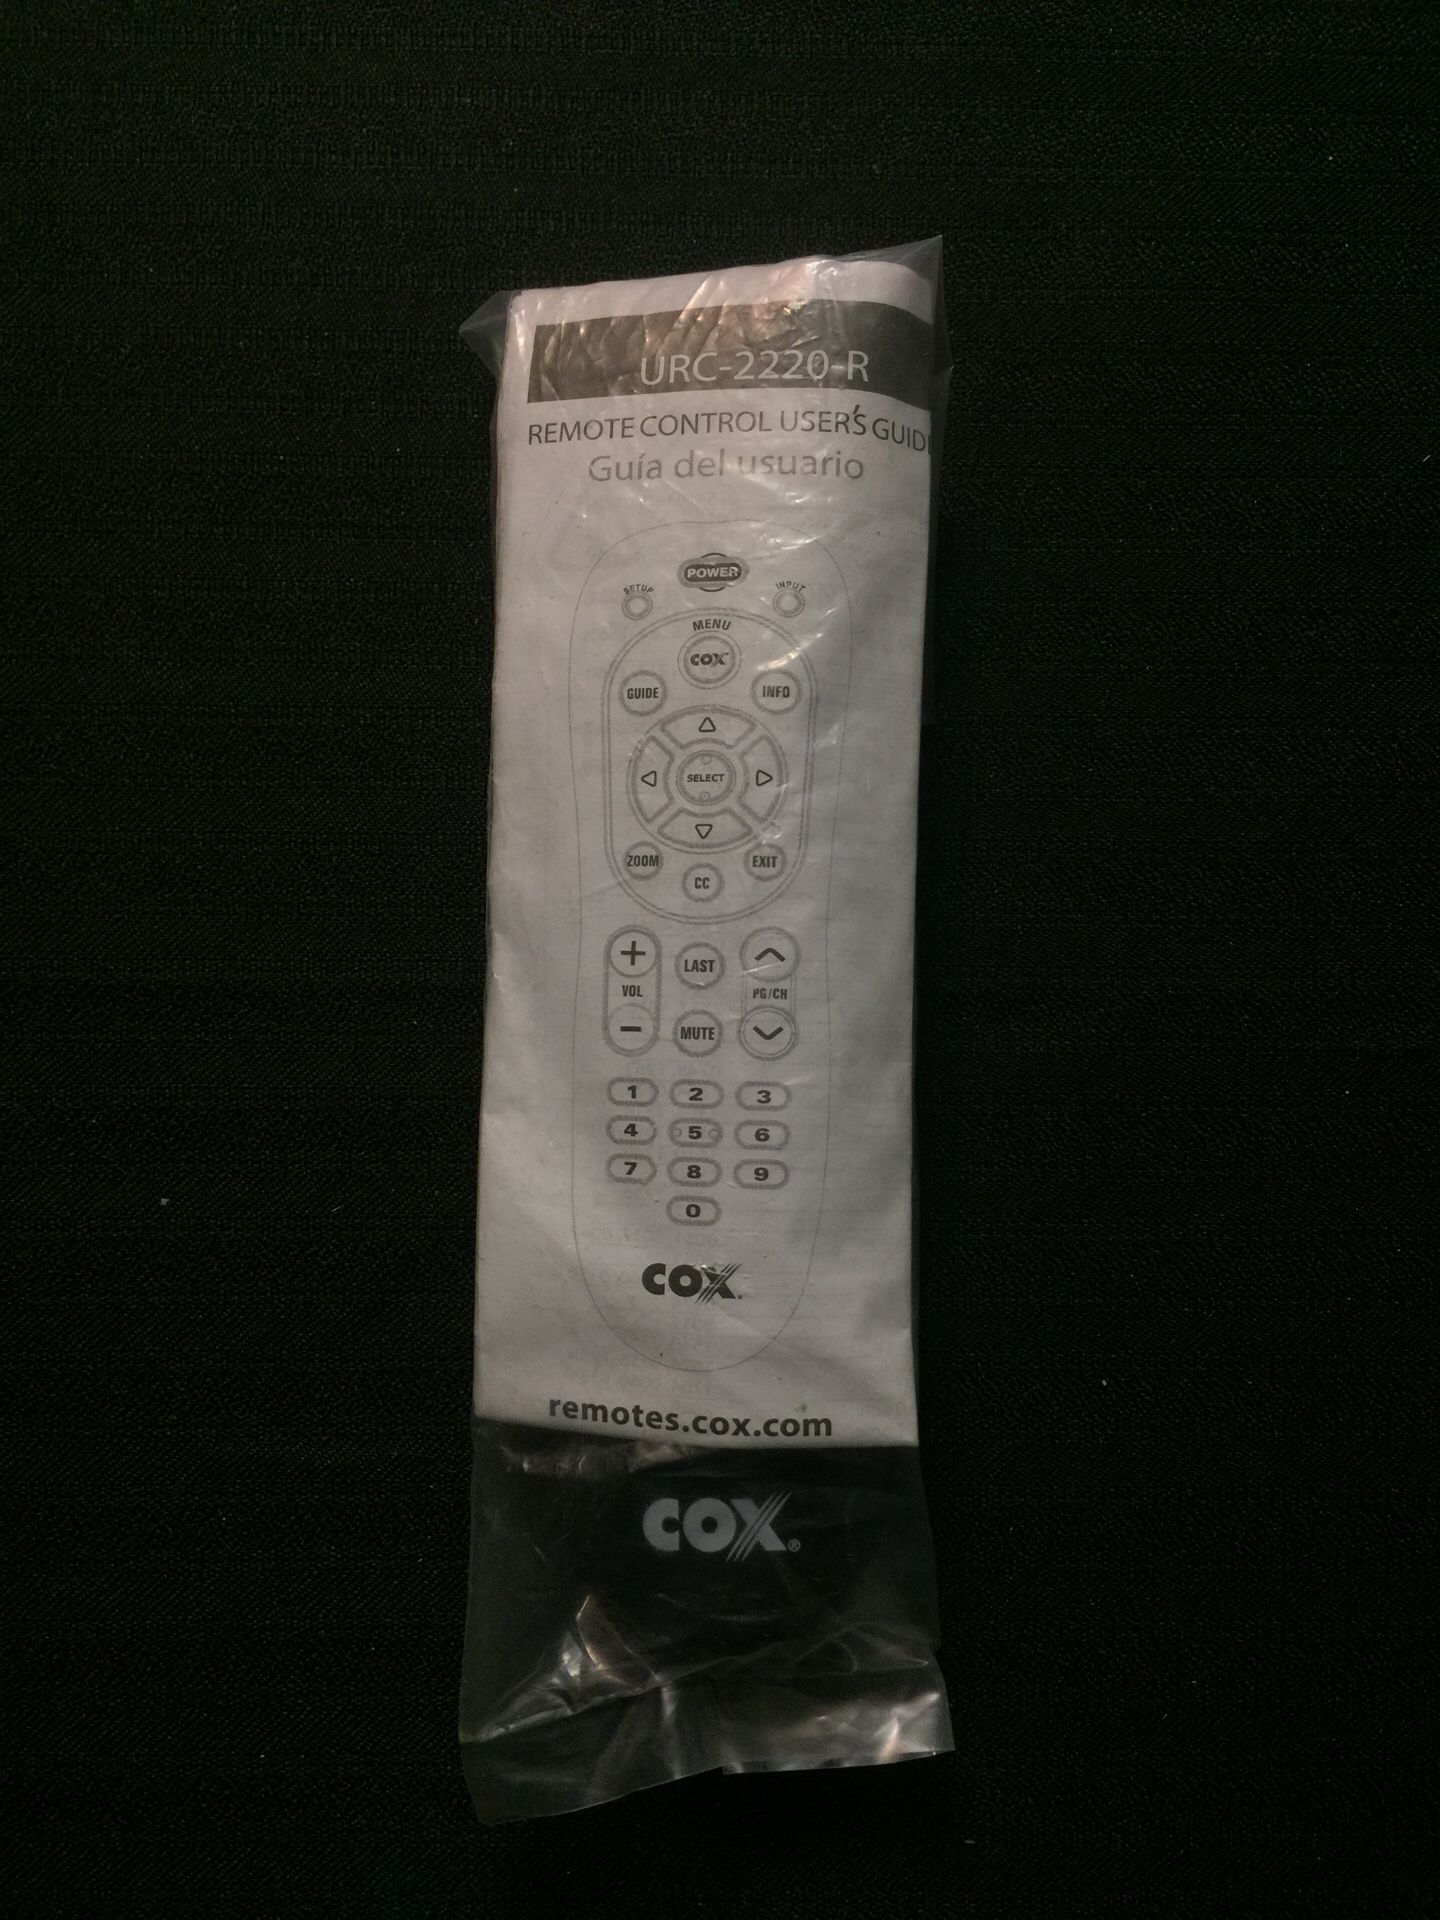 URC-2220-R
REMOTE CONTROL USER'S GUIDE
Guía del usuario
POWER
SETUP
INPUT
MENU
COX
GUIDE
INFO
SELECT
ZOOM
EXIT
CC
+
LAST
VOL
PG/CH
−
MUTE
1 2 3
4 5 6
7 8 9
0
COX
remotes.cox.com
COX®